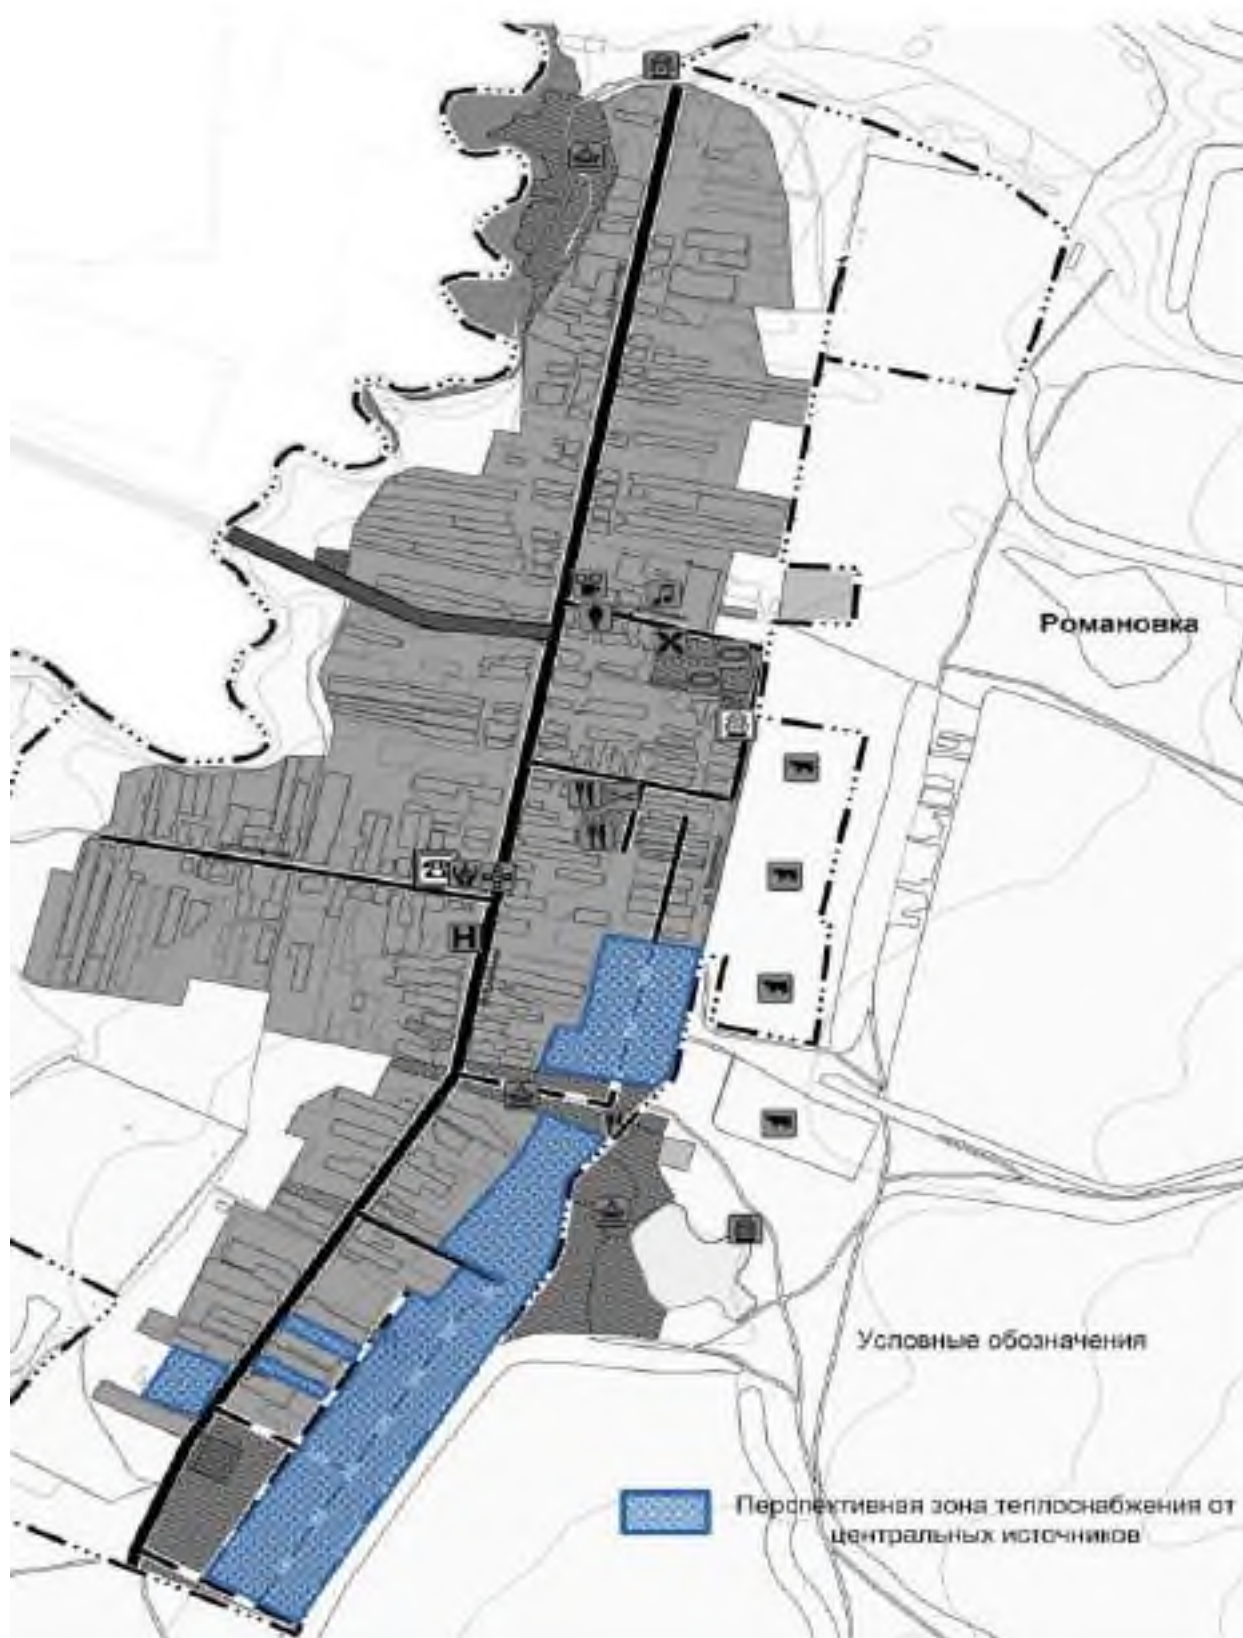 Романовка
Н
Условные обозначения
Перспективная зона теплоснабжения от
центральных источников